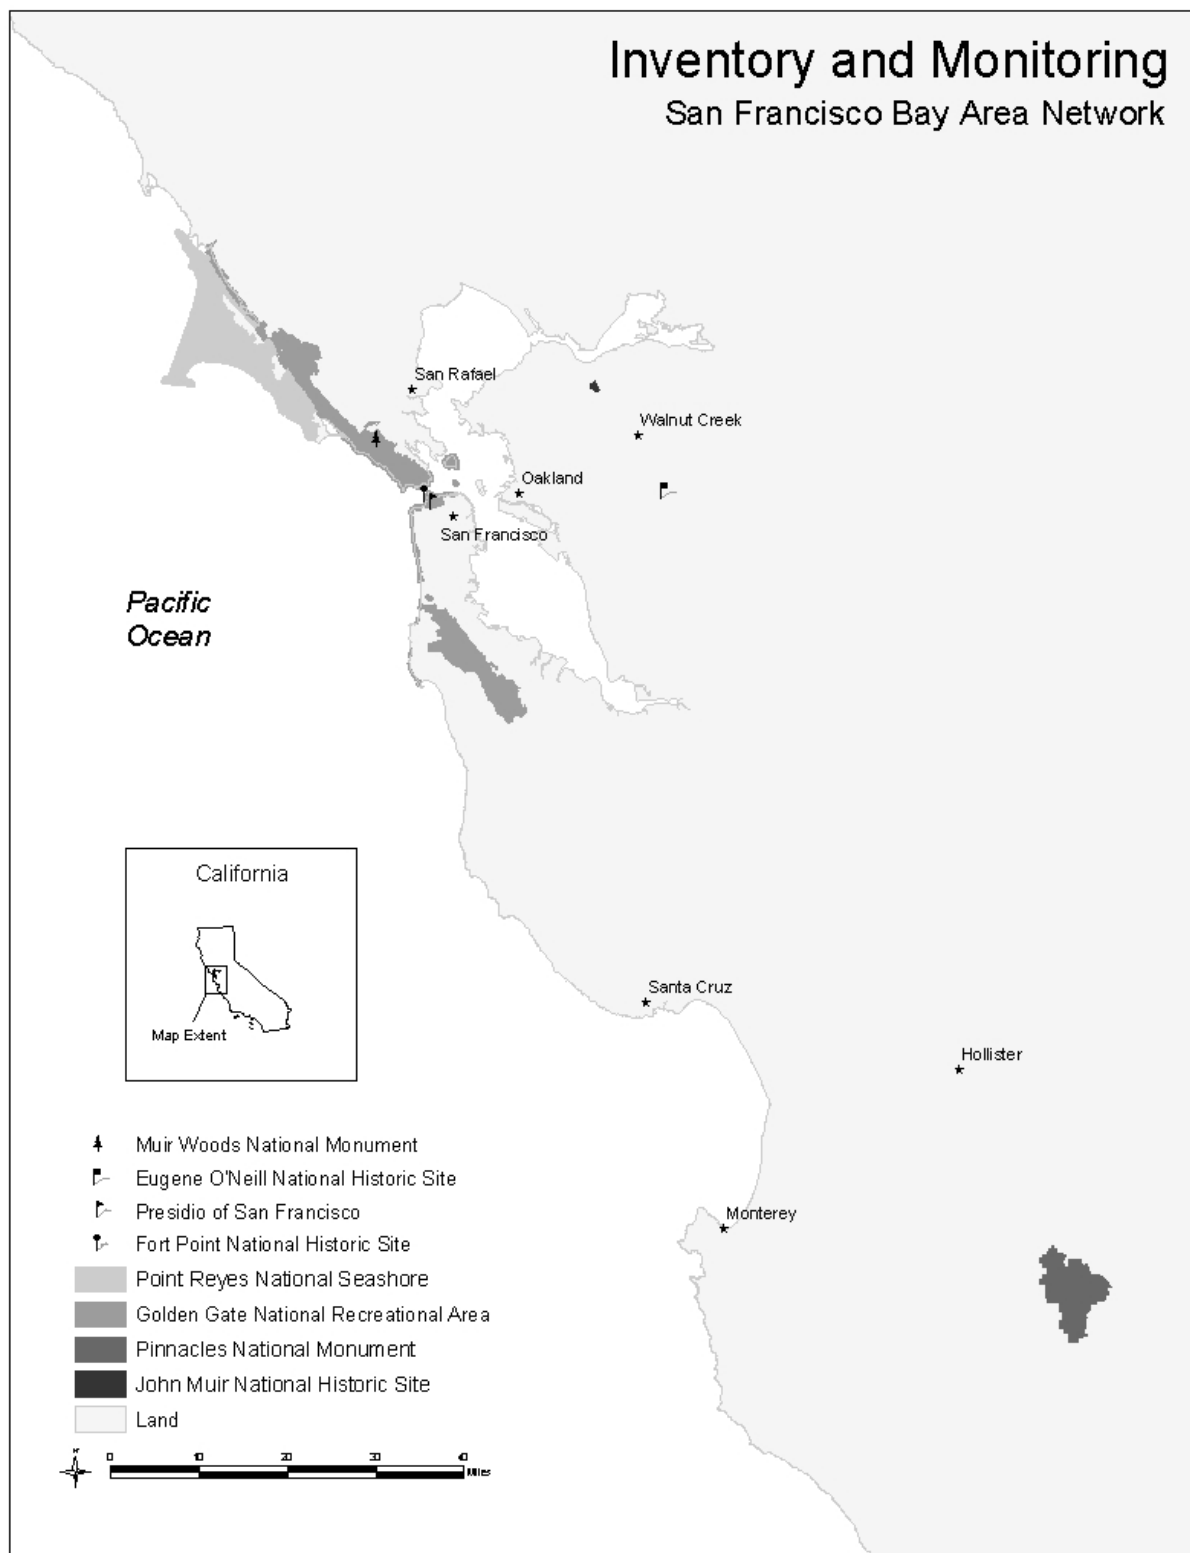 Inventory and Monitoring
San Francisco Bay Area Network
San Rafael
Walnut Creek
Oakland
San Francisco
Pacific
Ocean
California
Map Extent
Santa Cruz
Hollister
Monterey
Muir Woods National Monument
Eugene O'Neill National Historic Site
Presidio of San Francisco
Fort Point National Historic Site
Point Reyes National Seashore
Golden Gate National Recreational Area
Pinnacles National Monument
John Muir National Historic Site
Land
N
0 10 20 30 40
Miles